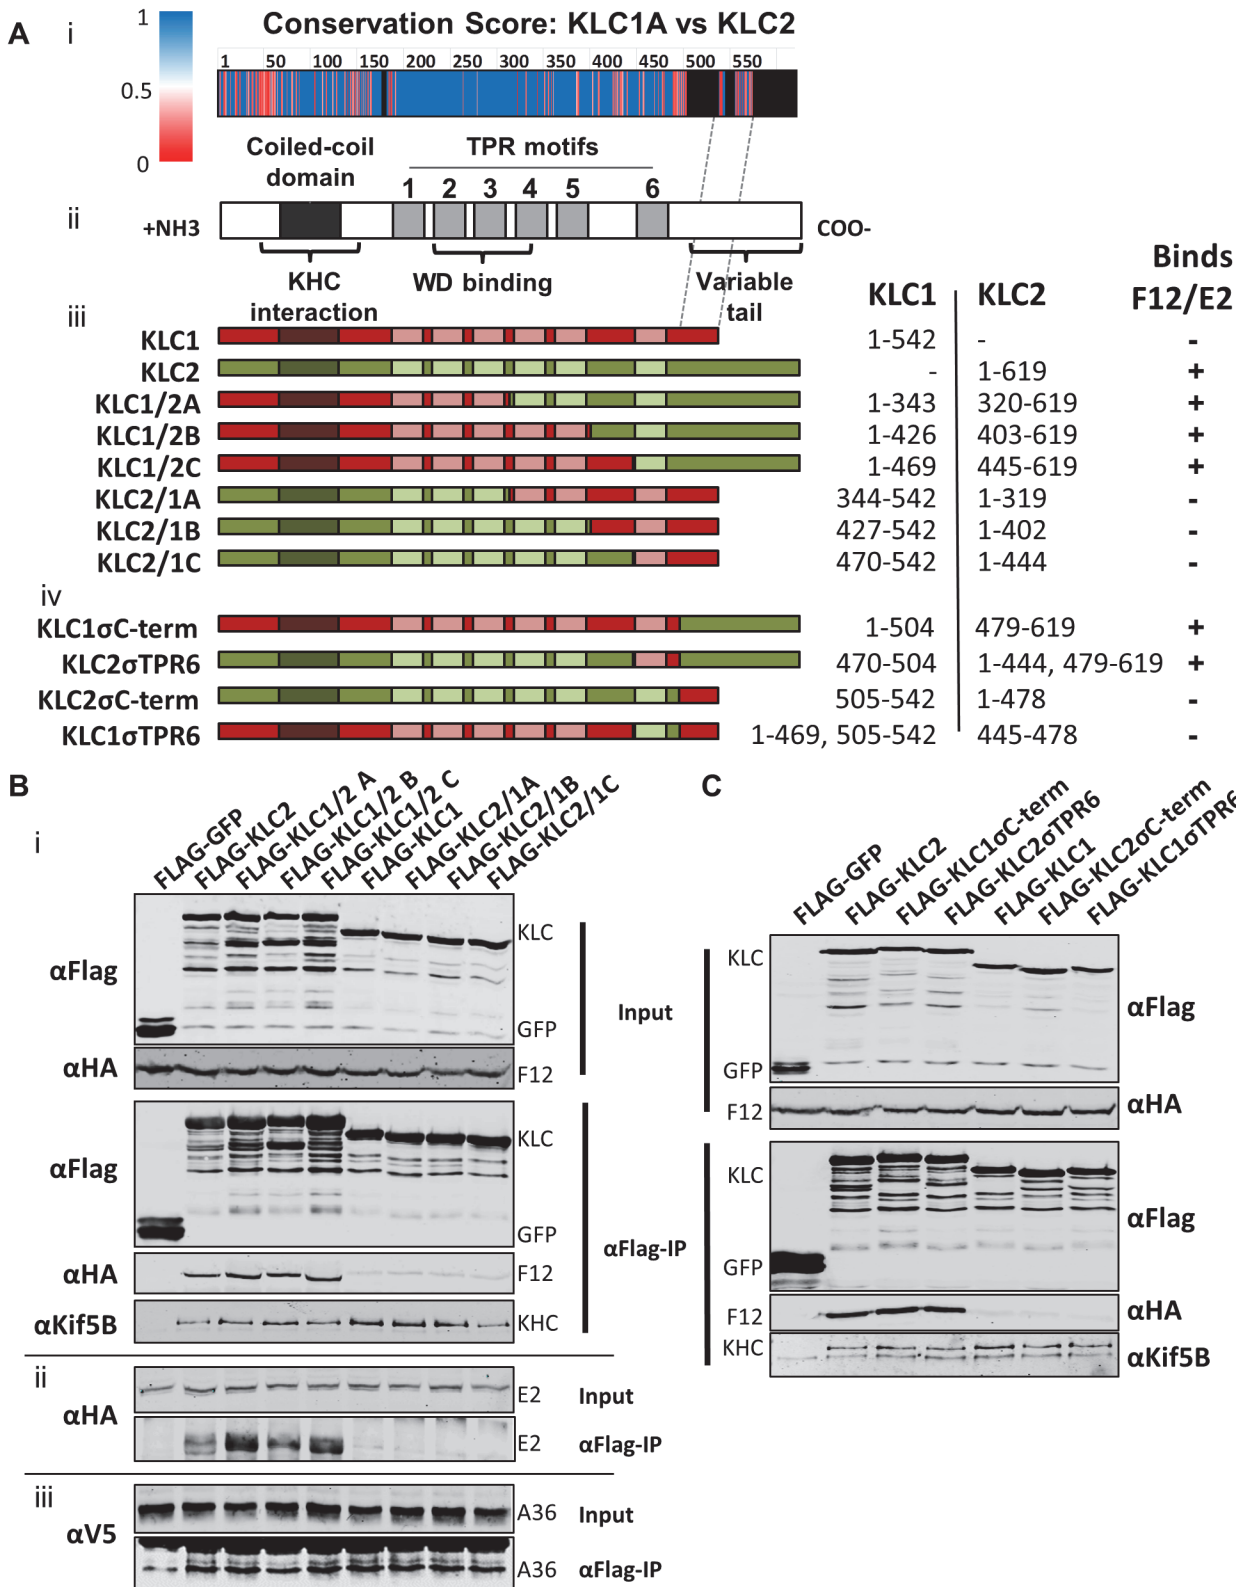 A
i
Conservation Score: KLC1A vs KLC2
1
0.5
0
1 50 100 150 200 250 300 350 400 450 500 550
Coiled-coil
domain
TPR motifs
1 2 3 4 5 6
ii
+NH3
COO-
KHC
interaction
WD binding
Variable
tail
KLC1 KLC2 Binds
F12/E2
iii
KLC1 1-542 - -
KLC2 - 1-619 +
KLC1/2A 1-343 320-619 +
KLC1/2B 1-426 403-619 +
KLC1/2C 1-469 445-619 +
KLC2/1A 344-542 1-319 -
KLC2/1B 427-542 1-402 -
KLC2/1C 470-542 1-444 -
iv
KLC1σC-term 1-504 479-619 +
KLC2σTPR6 470-504 1-444, 479-619 +
KLC2σC-term 505-542 1-478 -
KLC1σTPR6 1-469, 505-542 445-478 -
B
i
FLAG-GFP
FLAG-KLC2
FLAG-KLC1/2 A
FLAG-KLC1/2 B
FLAG-KLC1/2 C
FLAG-KLC1
FLAG-KLC2/1A
FLAG-KLC2/1B
FLAG-KLC2/1C
αFlag
KLC
GFP
Input
αHA
F12
αFlag
KLC
GFP
αFlag-IP
αHA
F12
αKif5B
KHC
ii
αHA
E2 Input
E2 αFlag-IP
iii
αV5
A36 Input
A36 αFlag-IP
C
FLAG-GFP
FLAG-KLC2
FLAG-KLC1σC-term
FLAG-KLC2σTPR6
FLAG-KLC1
FLAG-KLC2σC-term
FLAG-KLC1σTPR6
KLC
αFlag
GFP
F12
αHA
KLC
αFlag
GFP
F12
αHA
KHC
αKif5B